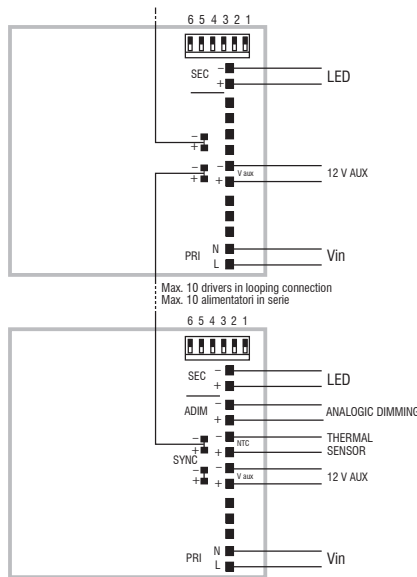 6 5 4 3 2 1
SEC − LED
+
− +
− V aux 12 V AUX
+
− +
PRI N Vin
L
Max. 10 drivers in looping connection
Max. 10 alimentatori in serie
6 5 4 3 2 1
SEC − LED
+
ADIM − ANALOGIC DIMMING
+
− NTC THERMAL
+ SENSOR
− +
SYNC
− V aux 12 V AUX
+
− +
PRI N Vin
L